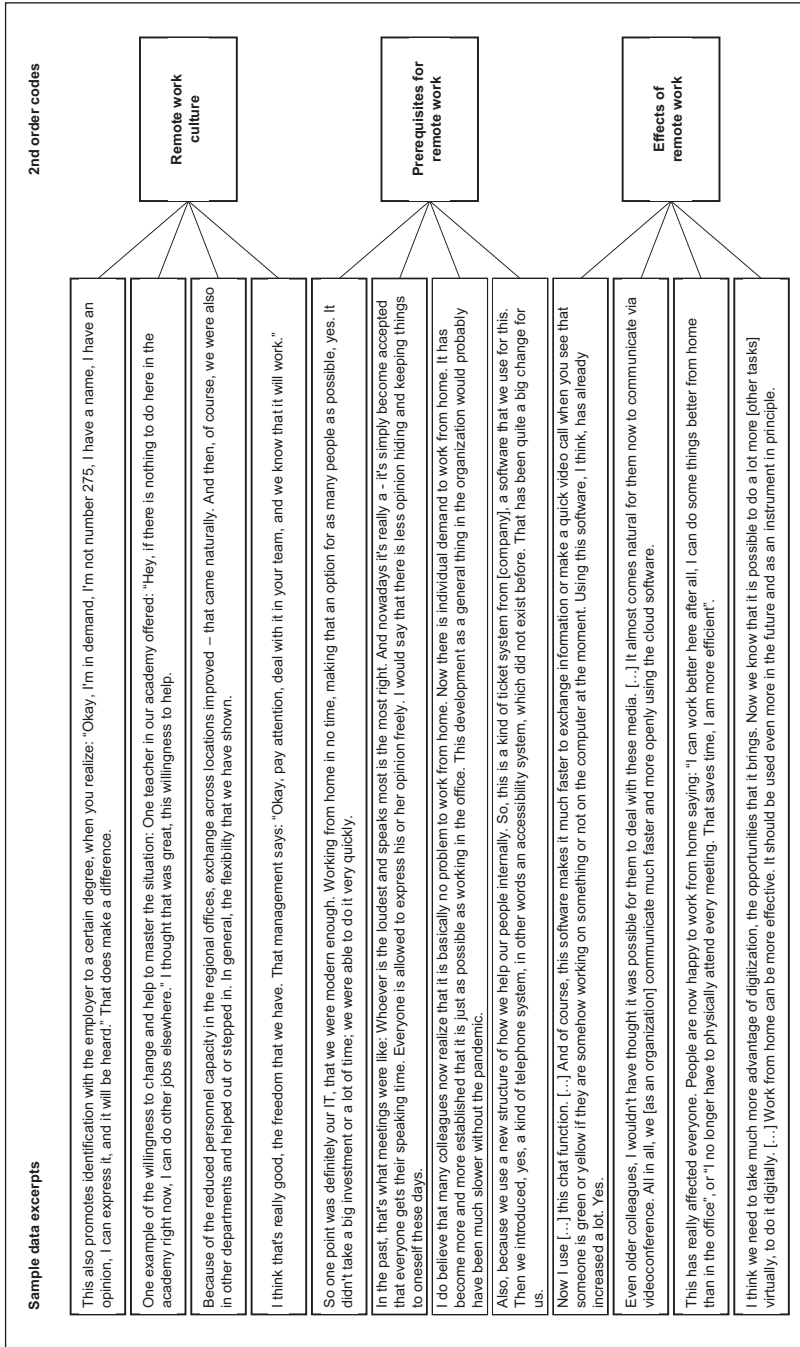 Sample data excerpts
2nd order codes
This also promotes identification with the employer to a certain degree, when you realize: “Okay, I'm in demand, I'm not number 275, I have a name, I have an
opinion, I can express it, and it will be heard.” That does make a difference.
One example of the willingness to change and help to master the situation: One teacher in our academy offered: “Hey, if there is nothing to do here in the
academy right now, I can do other jobs elsewhere.” I thought that was great, this willingness to help.
Because of the reduced personnel capacity in the regional offices, exchange across locations improved – that came naturally. And then, of course, we were also
in other departments and helped out or stepped in. In general, the flexibility that we have shown.
I think that's really good, the freedom that we have. That management says: “Okay, pay attention, deal with it in your team, and we know that it will work.”
Remote work
culture
So one point was definitely our IT, that we were modern enough. Working from home in no time, making that an option for as many people as possible, yes. It
didn't take a big investment or a lot of time; we were able to do it very quickly.
In the past, that's what meetings were like: Whoever is the loudest and speaks most is the most right. And nowadays it's really a - it's simply become accepted
that everyone gets their speaking time. Everyone is allowed to express his or her opinion freely. I would say that there is less opinion hiding and keeping things
to oneself these days.
I do believe that many colleagues now realize that it is basically no problem to work from home. Now there is individual demand to work from home. It has
become more and more established that it is just as possible as working in the office. This development as a general thing in the organization would probably
have been much slower without the pandemic.
Also, because we use a new structure of how we help our people internally. So, this is a kind of ticket system from [company], a software that we use for this.
Then we introduced, yes, a kind of telephone system, in other words an accessibility system, which did not exist before. That has been quite a big change for
us.
Prerequisites for
remote work
Now I use […] this chat function. […] And of course, this software makes it much faster to exchange information or make a quick video call when you see that
someone is green or yellow if they are somehow working on something or not on the computer at the moment. Using this software, I think, has already
increased a lot. Yes.
Even older colleagues, I wouldn't have thought it was possible for them to deal with these media. […] It almost comes natural for them now to communicate via
videoconference. All in all, we [as an organization] communicate much faster and more openly using the cloud software.
This has really affected everyone. People are now happy to work from home saying: “I can work better here after all, I can do some things better from home
than in the office”, or “I no longer have to physically attend every meeting. That saves time, I am more efficient”.
I think we need to take much more advantage of digitization, the opportunities that it brings. Now we know that it is possible to do a lot more [other tasks]
virtually, to do it digitally. […] Work from home can be more effective. It should be used even more in the future and as an instrument in principle.
Effects of
remote work